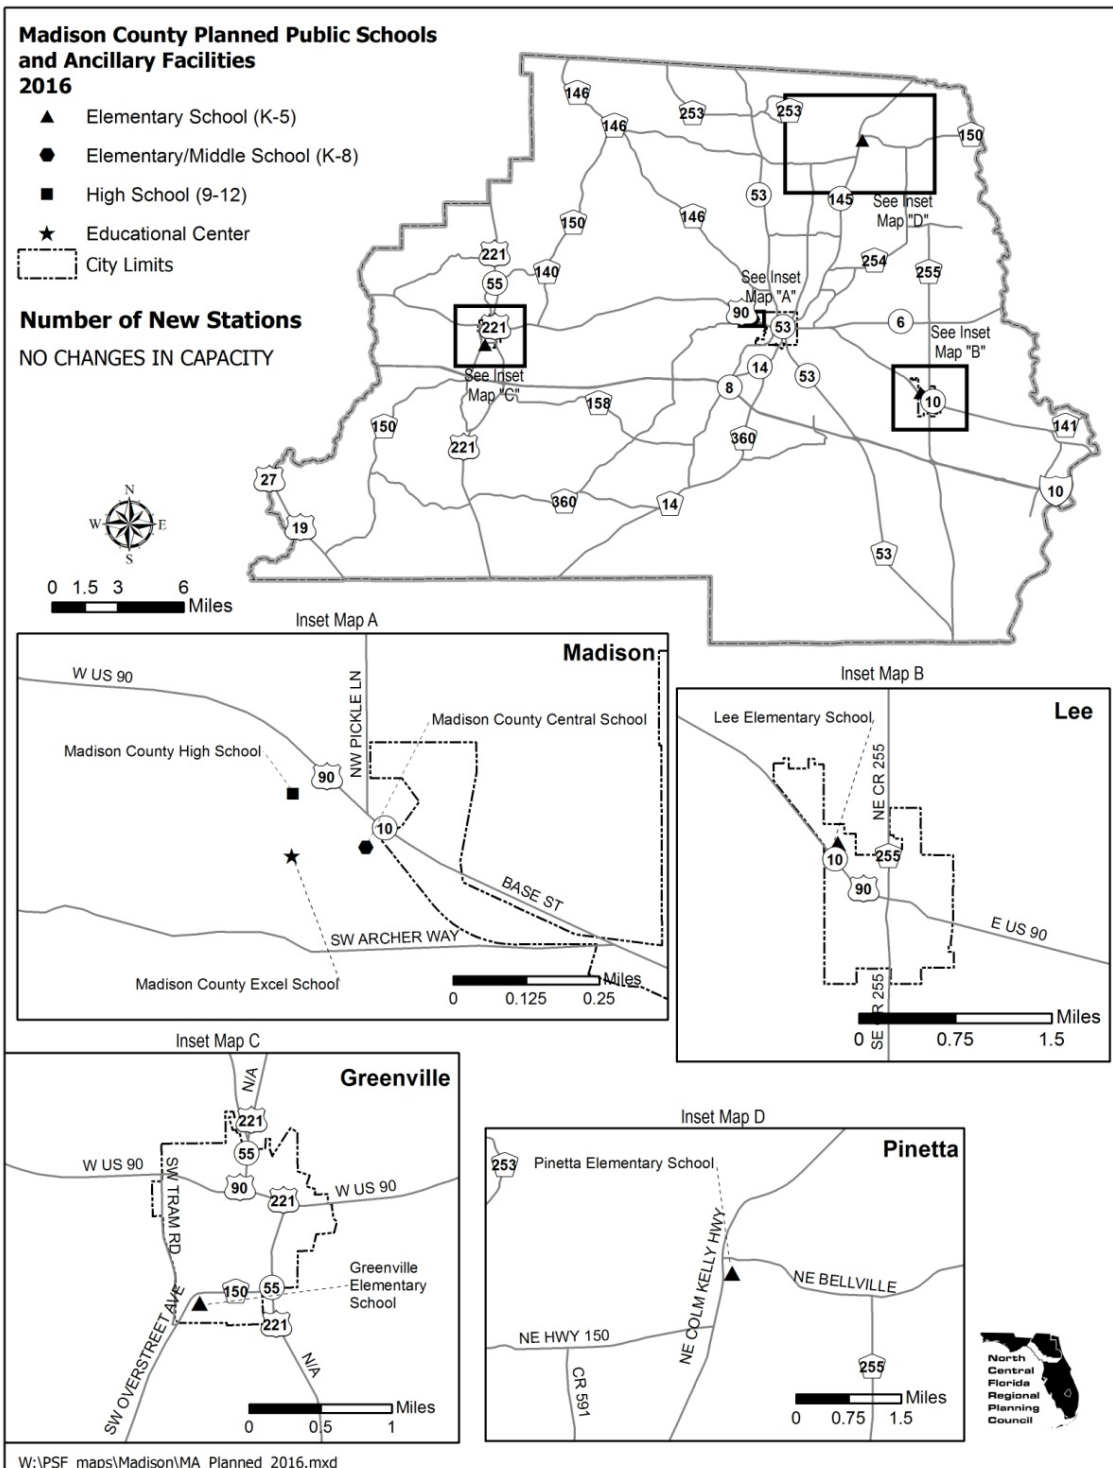 Madison County Planned Public Schools
and Ancillary Facilities
2016
Elementary School (K-5)
Elementary/Middle School (K-8)
High School (9-12)
Educational Center
City Limits
Number of New Stations
NO CHANGES IN CAPACITY
146
253
253
146
150
53
145
See Inset
Map "D"
150
146
221
254
255
55
140
See Inset
Map "A"
90
221
53
6
See Inset
Map "B"
See Inset
Map "C"
14
53
8
10
158
150
141
221
360
27
10
360
14
19
53
N
W
E
S
0 1.5 3 6
Miles
Inset Map A
Madison
W US 90
NW PICKLE LN
Madison County Central School
Madison County High School
90
10
BASE ST
SW ARCHER WAY
Madison County Excel School
Miles
0 0.125 0.25
Inset Map B
Lee
Lee Elementary School
NE CR 255
10
255
90
E US 90
SE CR 255
Miles
0 0.75 1.5
Inset Map C
Greenville
N/A
221
55
W US 90
90
221
W US 90
SW TRAM RD
150
55
Greenville
Elementary
School
221
SW OVERSTREET AVE
N/A
Miles
0 0.5 1
Inset Map D
Pinetta
253
Pinetta Elementary School
NE COLM KELLY HWY
NE BELLVILLE
NE HWY 150
CR 591
255
Miles
0 0.75 1.5
North
Central
Florida
Regional
Planning
Council
W:\PSF_maps\Madison\MA_Planned_2016.mxd